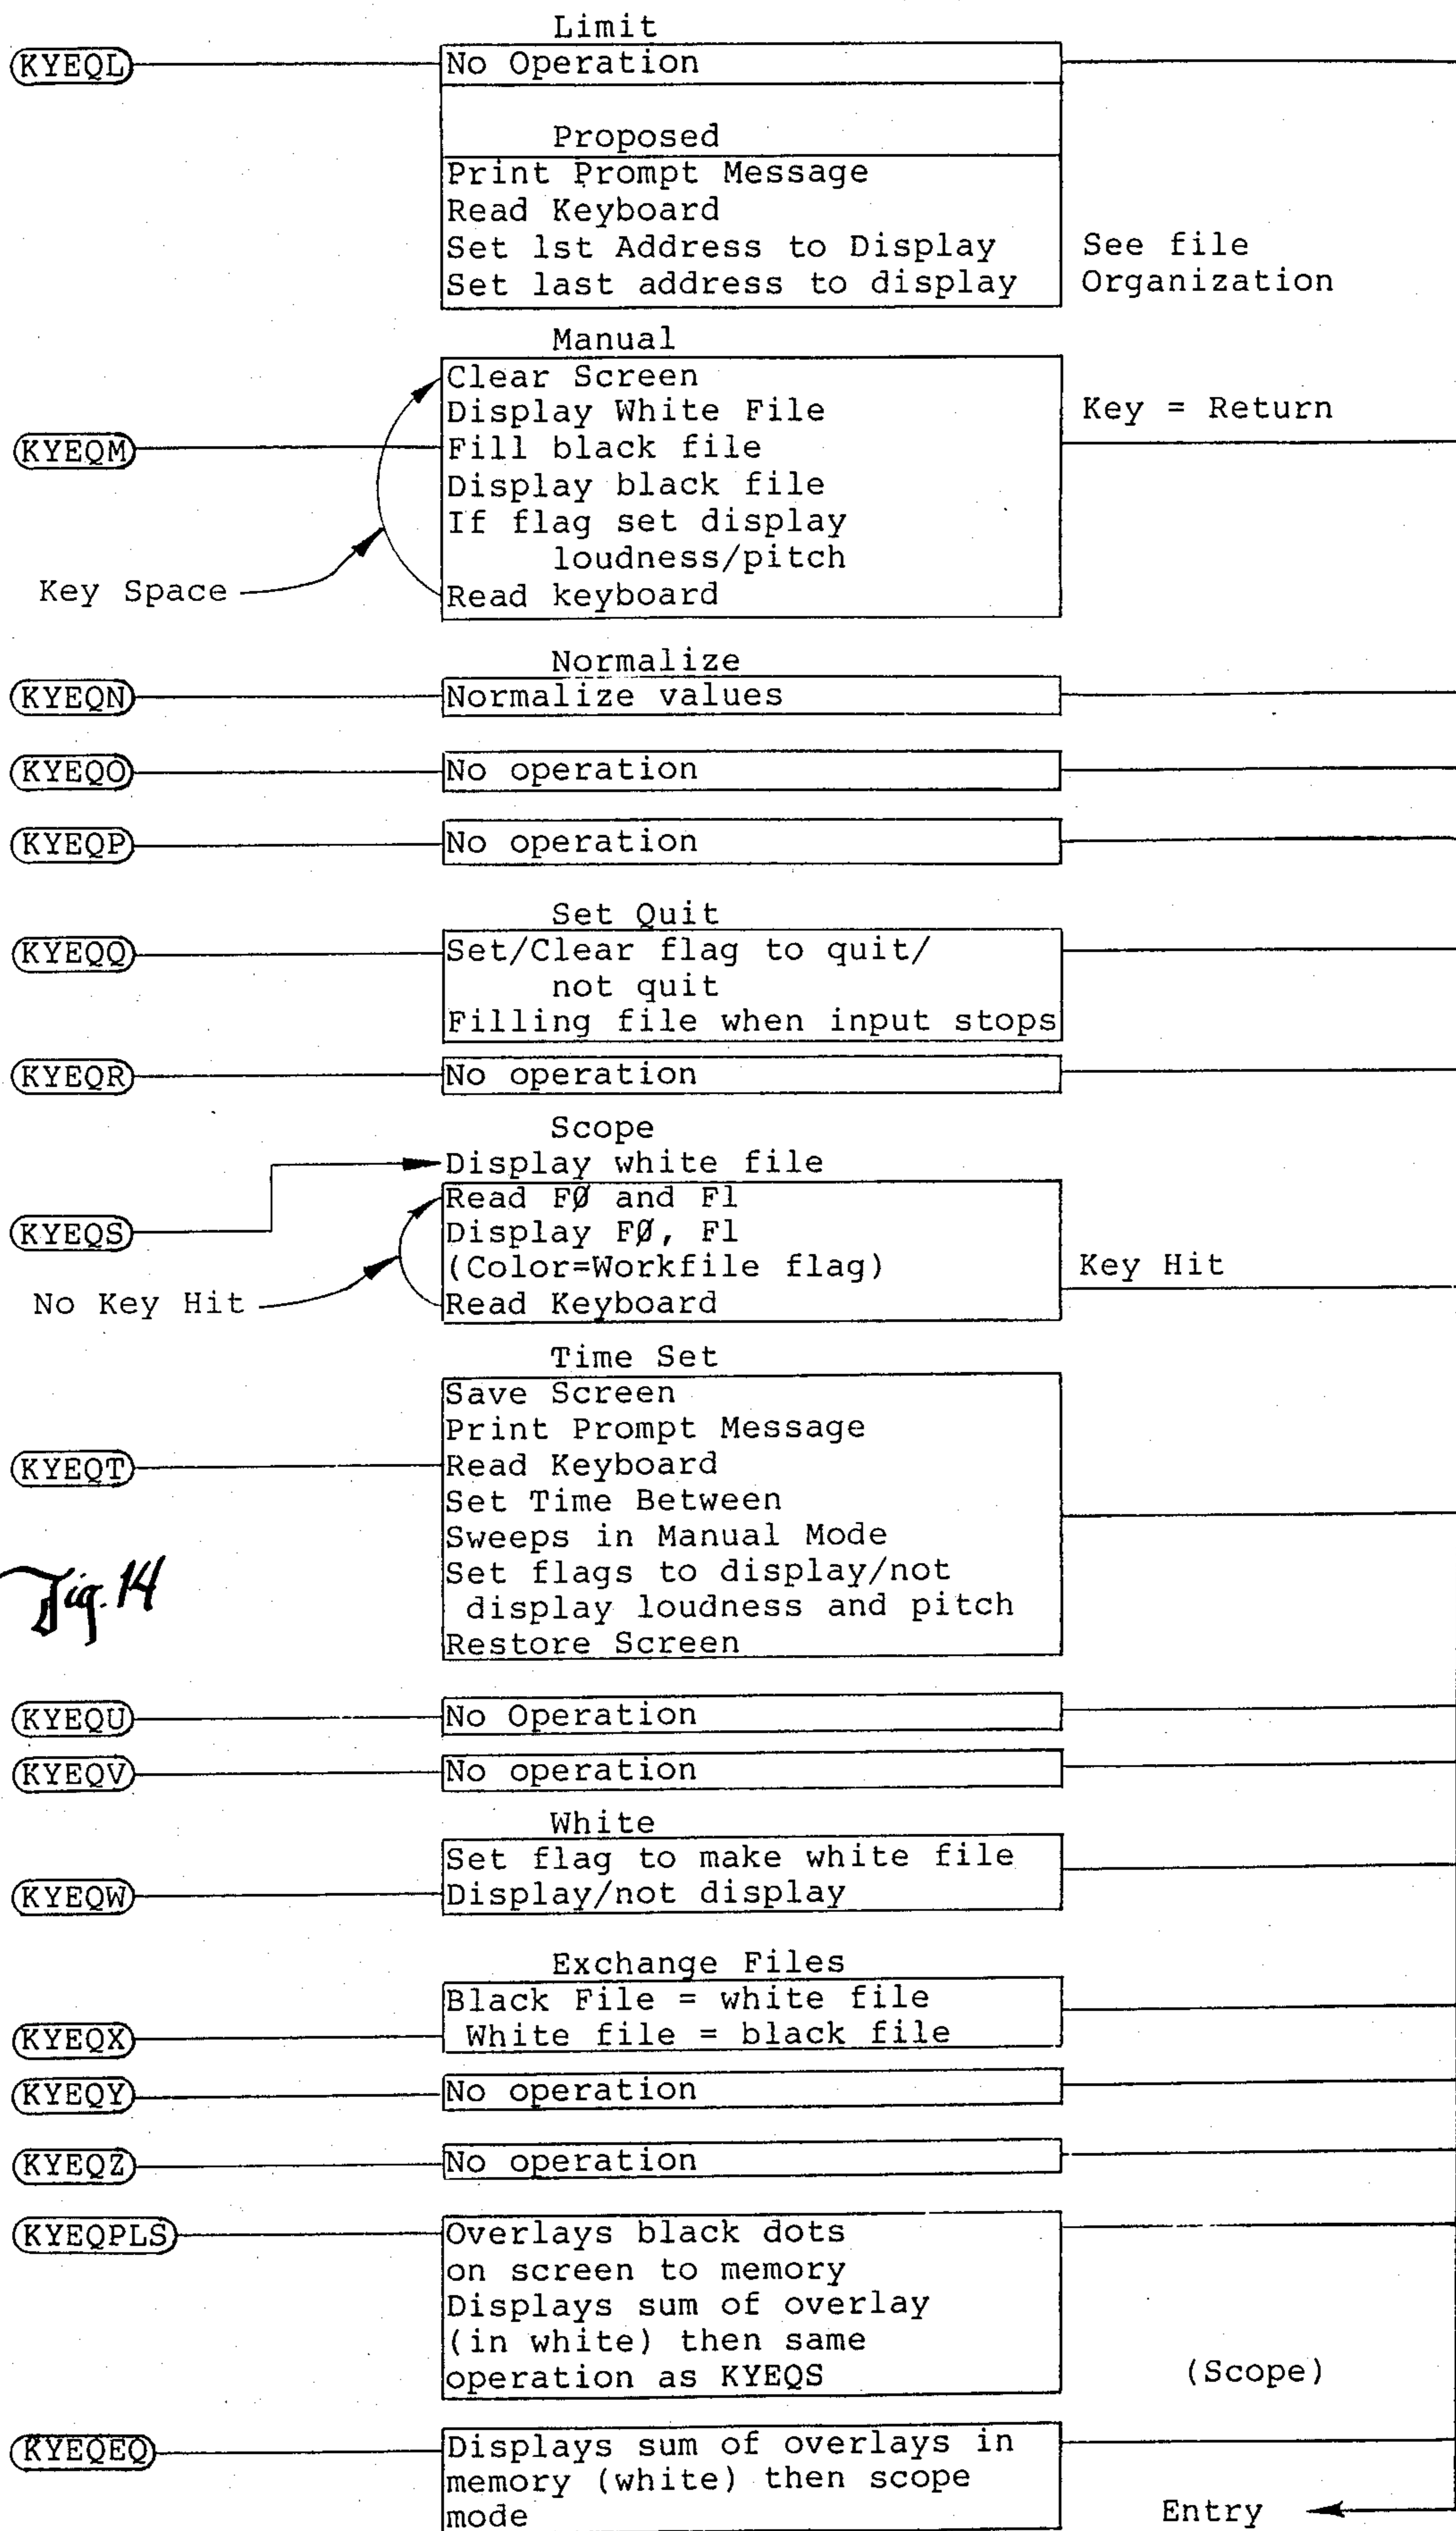 Limit
KYEQL
No Operation
Proposed
Print Prompt Message
Read Keyboard
Set 1st Address to Display
See file
Set last address to display
Organization
Manual
Clear Screen
Display White File
Key = Return
KYEQM
Fill black file
Display black file
If flag set display
loudness/pitch
Key Space
Read keyboard
Normalize
KYEQN
Normalize values
KYEQO
No operation
KYEQP
No operation
Set Quit
KYEQQ
Set/Clear flag to quit/
not quit
Filling file when input stops
KYEQR
No operation
Scope
Display white file
Read FØ and F1
KYEQS
Display FØ, F1
(Color=Workfile flag)
Key Hit
No Key Hit
Read Keyboard
Time Set
Save Screen
Print Prompt Message
KYEQT
Read Keyboard
Set Time Between
Sweeps in Manual Mode
Set flags to display/not
display loudness and pitch
Restore Screen
Fig. 14
KYEQU
No Operation
KYEQV
No operation
White
Set flag to make white file
KYEQW
Display/not display
Exchange Files
Black File = white file
KYEQX
White file = black file
KYEQY
No operation
KYEQZ
No operation
KYEQPLS
Overlays black dots
on screen to memory
Displays sum of overlay
(in white) then same
operation as KYEQS
(Scope)
KYEQEQ
Displays sum of overlays in
memory (white) then scope
mode
Entry